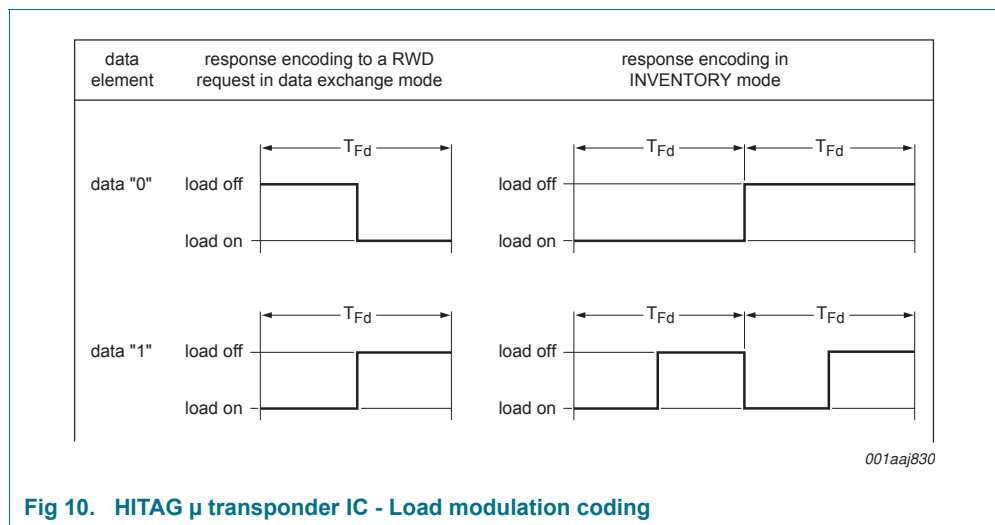 data
element
response encoding to a RWD
request in data exchange mode
response encoding in
INVENTORY mode
TFd
TFd
TFd
data "0"
load off
load off
load on
load on
TFd
TFd
TFd
data "1"
load off
load off
load on
load on
001aaj830
Fig 10. HITAG µ transponder IC - Load modulation coding